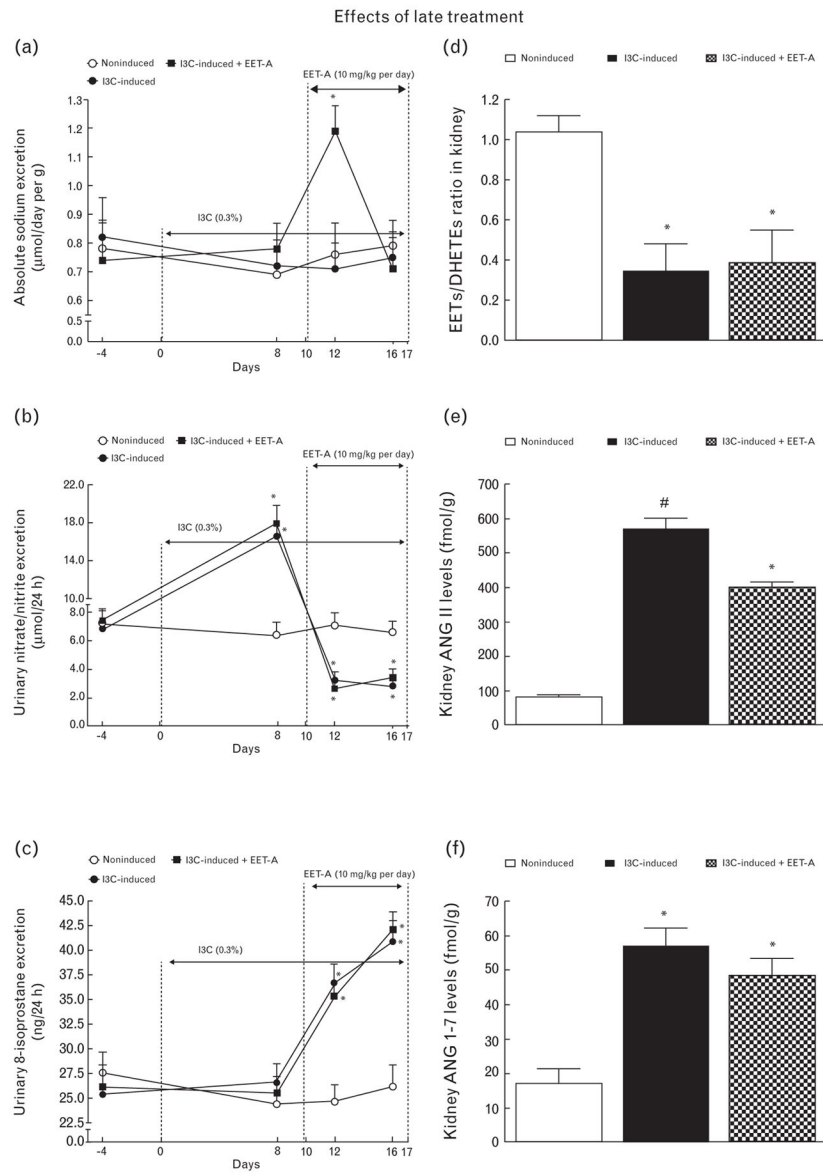 Effects of late treatment
(a)
Noninduced I3C-induced + EET-A
I3C-induced
EET-A (10 mg/kg per day)
*
I3C (0.3%)
Absolute sodium excretion
(µmol/day per g)
1.3
1.2
1.1
1.0
0.9
0.8
0.7
0.6
0.5
0.0
-4 0 8 10 12 16 17
Days
(b)
Noninduced I3C-induced + EET-A
I3C-induced
EET-A (10 mg/kg per day)
I3C (0.3%)
* *
* *
* *
Urinary nitrate/nitrite excretion
(µmol/24 h)
22.0
18.0
14.0
10.0
8.0
6.0
4.0
2.0
0.0
-4 0 8 10 12 16 17
Days
(c)
Noninduced I3C-induced + EET-A
I3C-induced
EET-A (10 mg/kg per day)
I3C (0.3%)
* *
* *
Urinary 8-isoprostane excretion
(ng/24 h)
45.0
42.5
40.0
37.5
35.0
32.5
30.0
27.5
25.0
22.5
0.0
-4 0 8 10 12 16 17
Days
(d)
Noninduced I3C-induced I3C-induced + EET-A
EETs/DHETEs ratio in kidney
1.2
1.0
0.8
0.6
0.4
0.2
0.0
* *
(e)
Noninduced I3C-induced I3C-induced + EET-A
Kidney ANG II levels (fmol/g)
700
600
500
400
300
200
100
0
# *
(f)
Noninduced I3C-induced I3C-induced + EET-A
Kidney ANG 1-7 levels (fmol/g)
70
60
50
40
30
20
10
0
* *